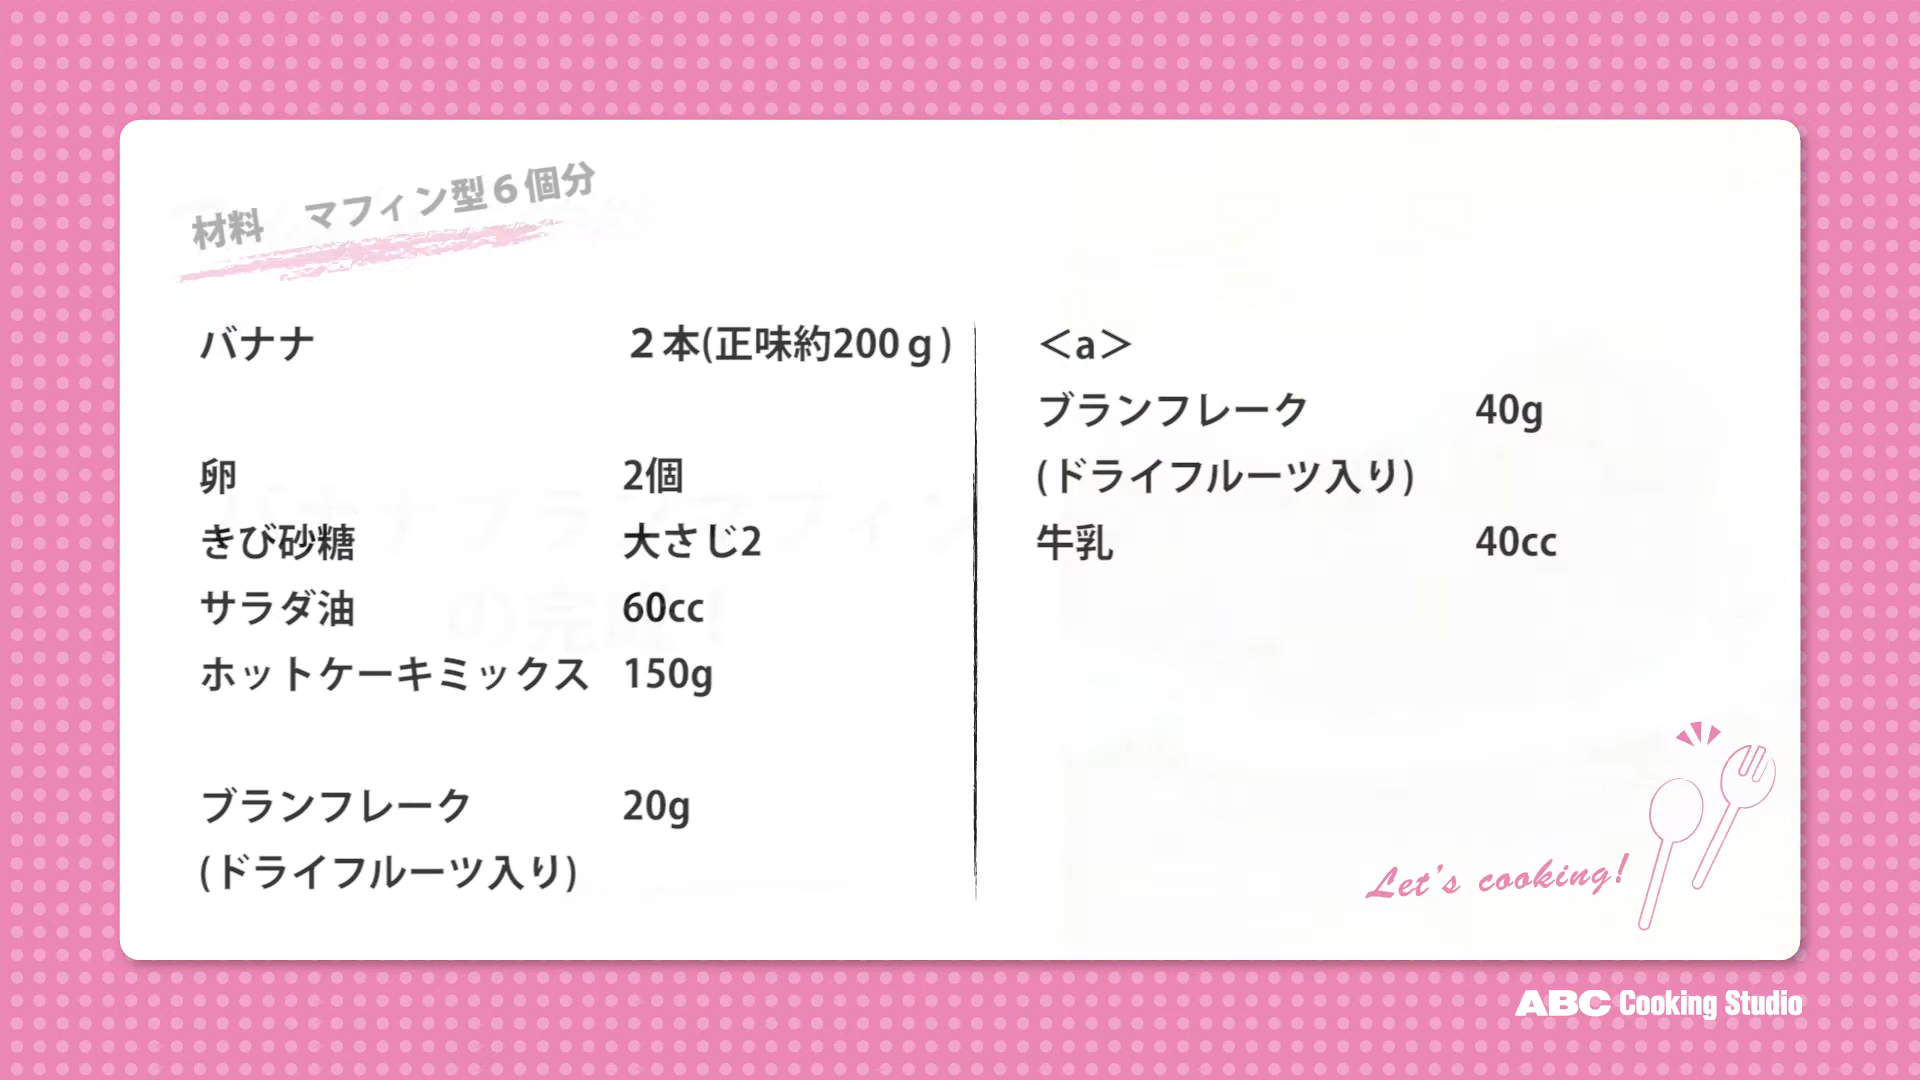 材料　マフィン型６個分
バナナ　２本(正味約200ｇ)
卵　2個
きび砂糖　大さじ2
サラダ油　60cc
ホットケーキミックス　150g
ブランフレーク　20g
(ドライフルーツ入り)
＜a＞
ブランフレーク　40g
(ドライフルーツ入り)
牛乳　40cc
Let's cooking!
ABC Cooking Studio